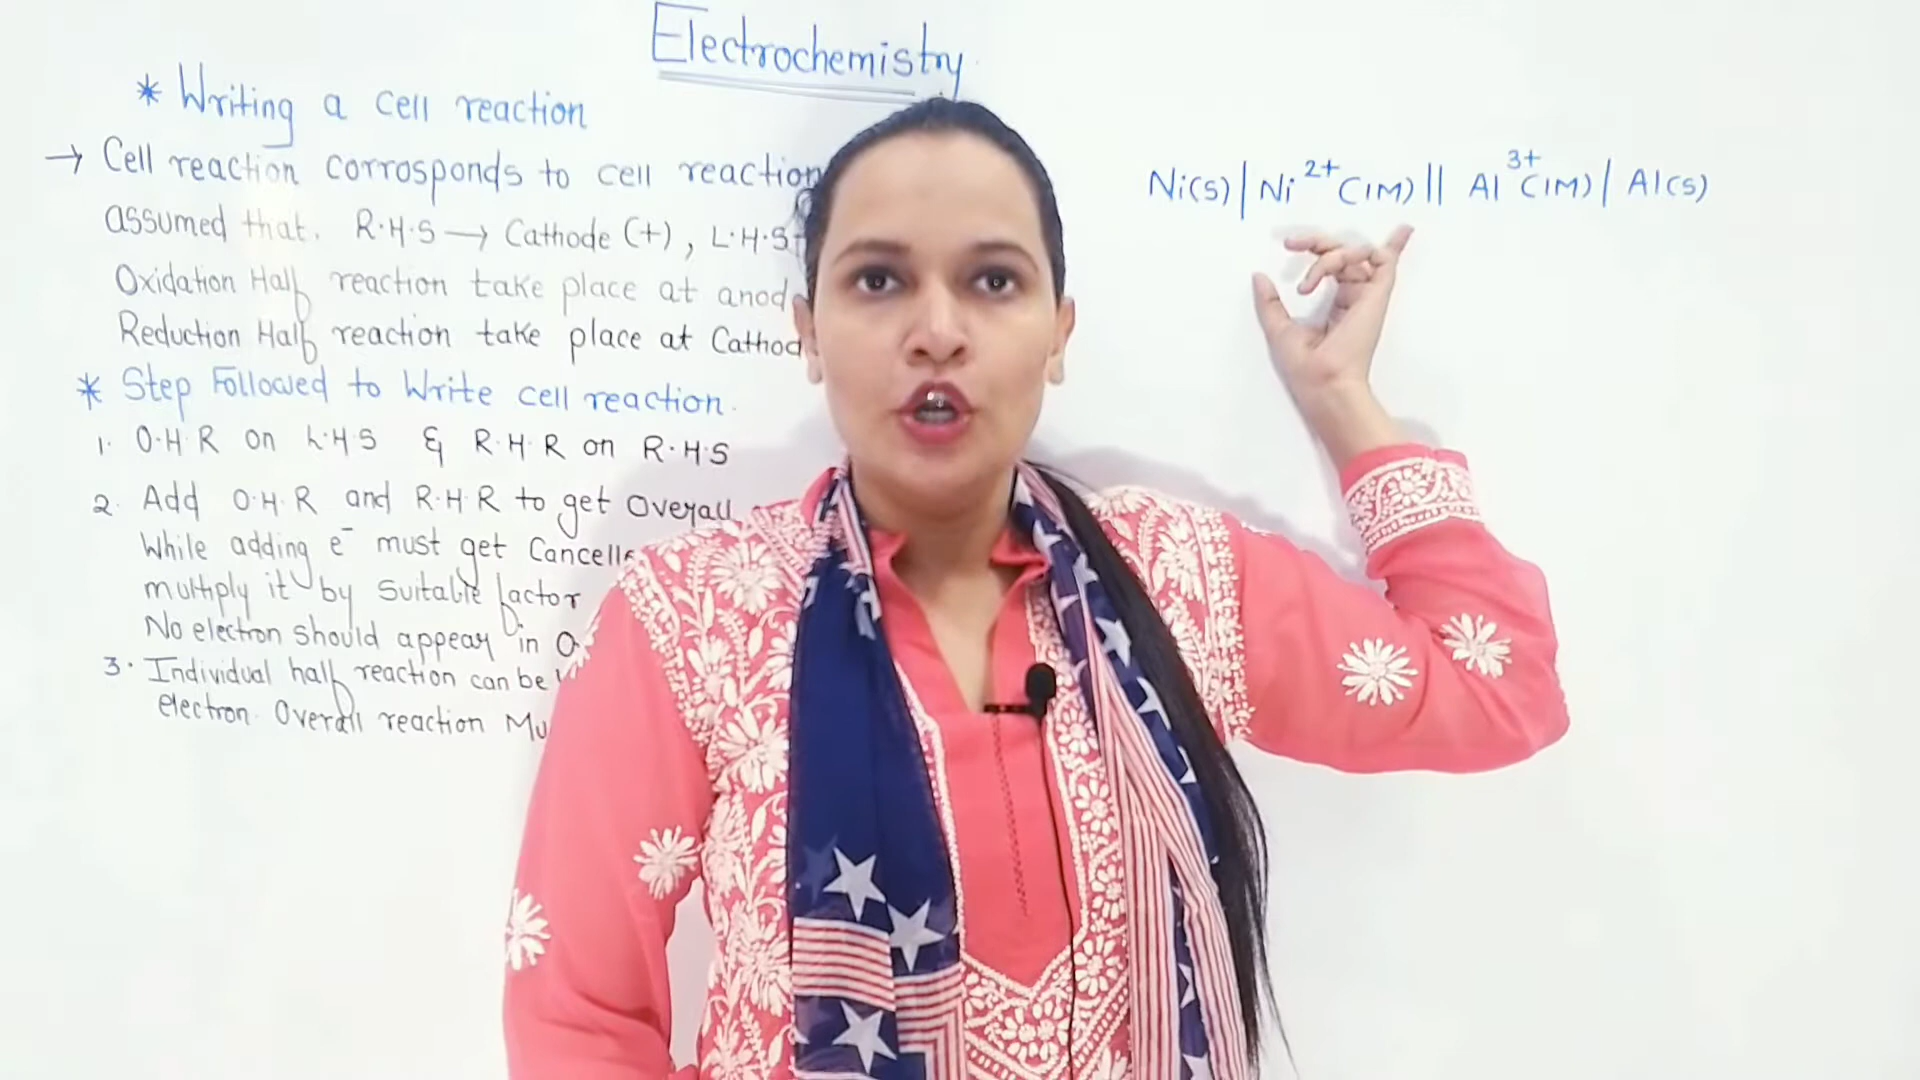 Electrochemistry
* Writing a cell reaction
→ Cell reaction corrosponds to cell reaction
assumed that. R.H.S → Cathode (+), L.H.S
Oxidation Half reaction take place at anod
Reduction Half reaction take place at Cathod
* Step Followed to Write cell reaction.
1. O.H.R on L.H.S & R.H.R on R.H.S
2. Add O.H.R and R.H.R to get Overall
While adding e⁻ must get Cancelle
multiply it by suitable factor
No election should appear in O
3. Individual half reaction can be
electron. Overall reaction Mu
Ni(s) | Ni²⁺ (1M) || Al³⁺ (1M) | Al(s)